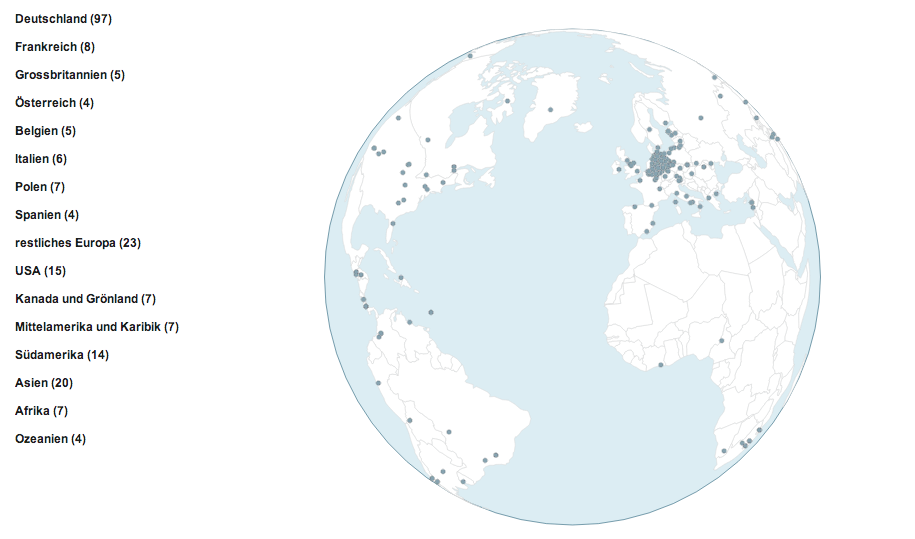 Deutschland (97)
Frankreich (8)
Grossbritannien (5)
Österreich (4)
Belgien (5)
Italien (6)
Polen (7)
Spanien (4)
restliches Europa (23)
USA (15)
Kanada und Grönland (7)
Mittelamerika und Karibik (7)
Südamerika (14)
Asien (20)
Afrika (7)
Ozeanien (4)